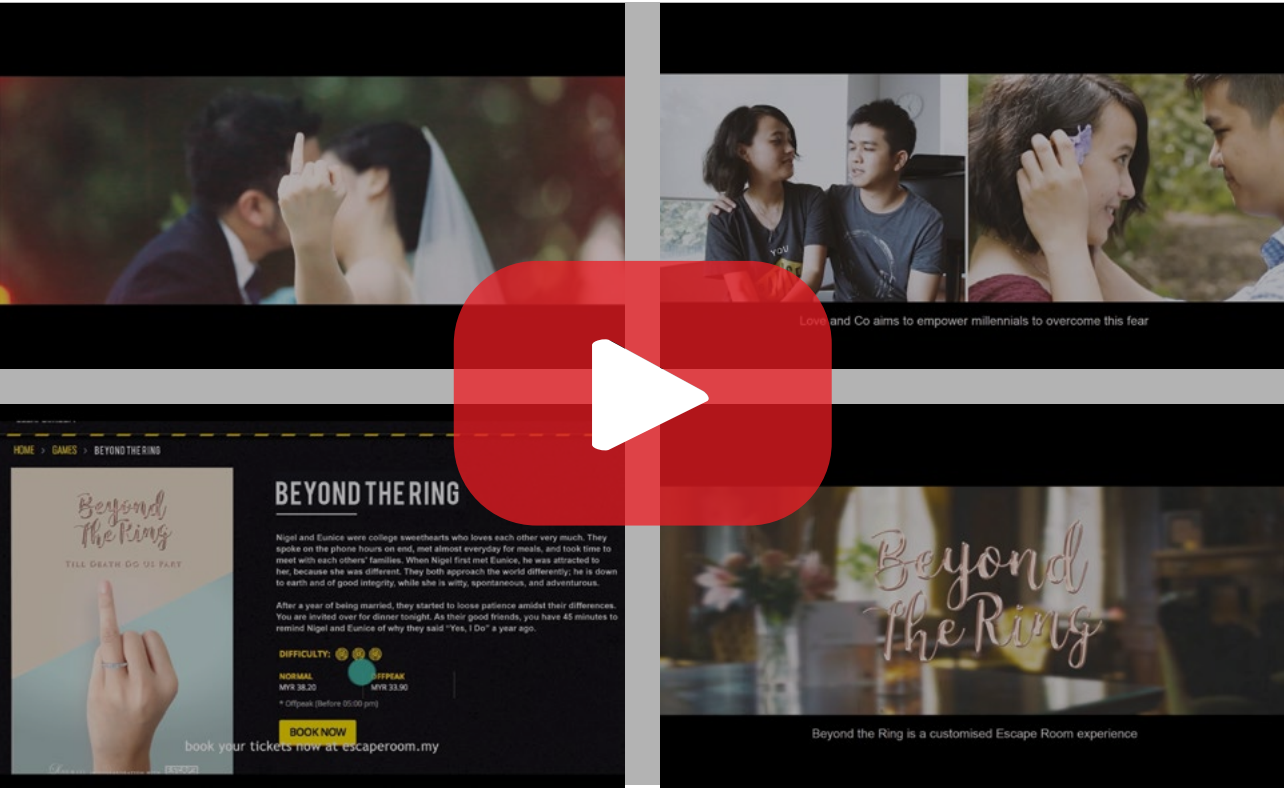 YOU
Love and Co aims to empower millennials to overcome this fear
HOME > GAMES > BEYOND THE RING
Beyond
The Ring
TILL DEATH DO US PART
BEYOND THE RING
Nigel and Eunice were college sweethearts who loves each other very much. They
spoke on the phone hours on end, met almost everyday for meals, and took time to
meet with each others' families. When Nigel first met Eunice, he was attracted to
her, because she was different. They both approach the world differently; he is down
to earth and of good integrity, while she is witty, spontaneous, and adventurous.
After a year of being married, they started to loose patience amidst their differences.
You are invited over for dinner tonight. As their good friends, you have 45 minutes to
remind Nigel and Eunice of why they said "Yes, I Do" a year ago.
DIFFICULTY:
NORMAL
MYR 38.20
OFFPEAK
MYR 33.90
* Offpeak (Before 05:00 pm)
BOOK NOW
book your tickets now at escaperoom.my
ESCAPE
Beyond
The Ring
Beyond the Ring is a customised Escape Room experience